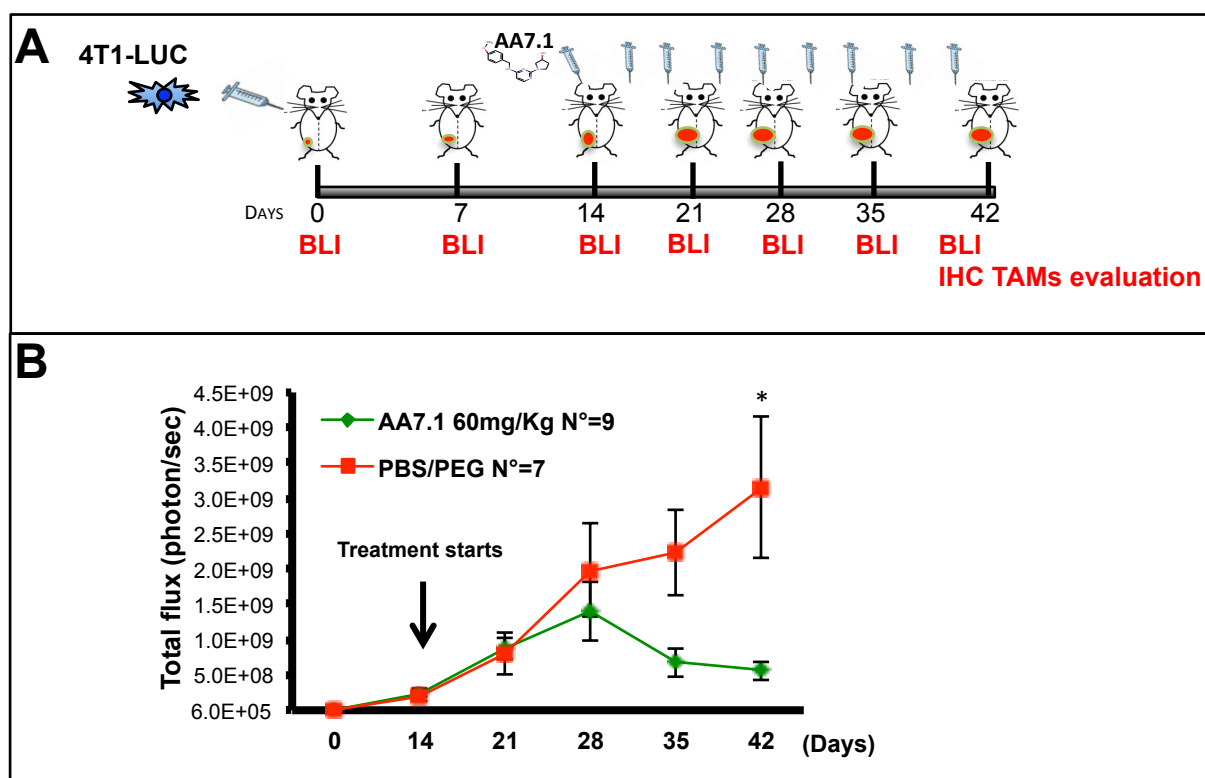 A
4T1-LUC
AA7.1
DAYS 0 7 14 21 28 35 42
BLI BLI BLI BLI BLI BLI BLI
IHC TAMs evaluation
B
Total flux (photon/sec)
4.5E+09
4.0E+09
3.5E+09
3.0E+09
2.5E+09
2.0E+09
1.5E+09
1.0E+09
5.0E+08
6.0E+05
AA7.1 60mg/Kg N°=9
PBS/PEG N°=7
Treatment starts
*
0 14 21 28 35 42 (Days)